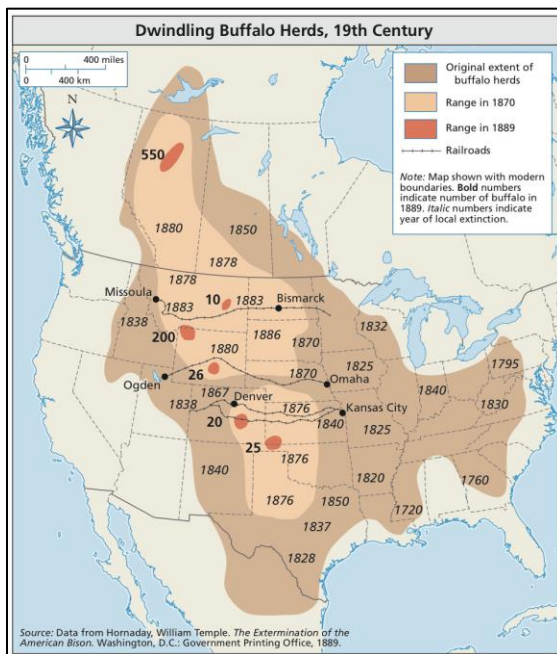 Dwindling Buffalo Herds, 19th Century
0 400 miles
0 400 km
N
Original extent of
buffalo herds
Range in 1870
Range in 1889
Railroads
Note: Map shown with modern
boundaries. Bold numbers
indicate number of buffalo in
1889. Italic numbers indicate
year of local extinction.
550
1880
1850
1878
1878
Missoula
1883
10
1883
Bismarck
1838
200
1886
1870
1832
1880
1825
1795
26
1870
Ogden
Omaha
1867
1840
1830
Denver
1838
1876
Kansas City
20
1840
1825
25
1876
1840
1820
1760
1876
1850
1720
1837
1828
Source: Data from Hornaday, William Temple. The Extermination of the
American Bison. Washington, D.C.: Government Printing Office, 1889.